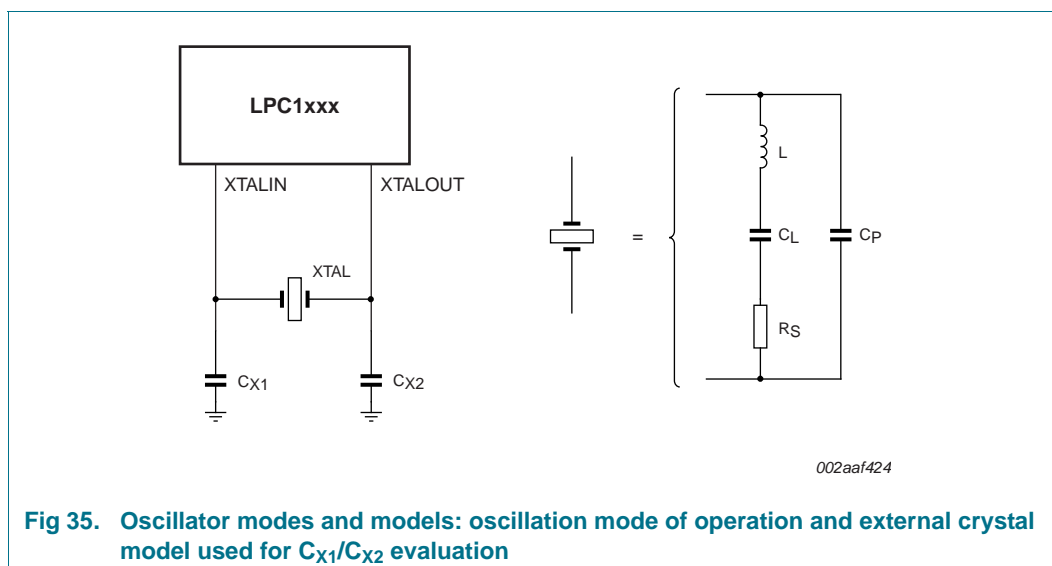 LPC1xxx
XTALIN
XTALOUT
XTAL
CX1
CX2
=
L
CL
CP
RS
002aaf424
Fig 35. Oscillator modes and models: oscillation mode of operation and external crystal
model used for CX1/CX2 evaluation